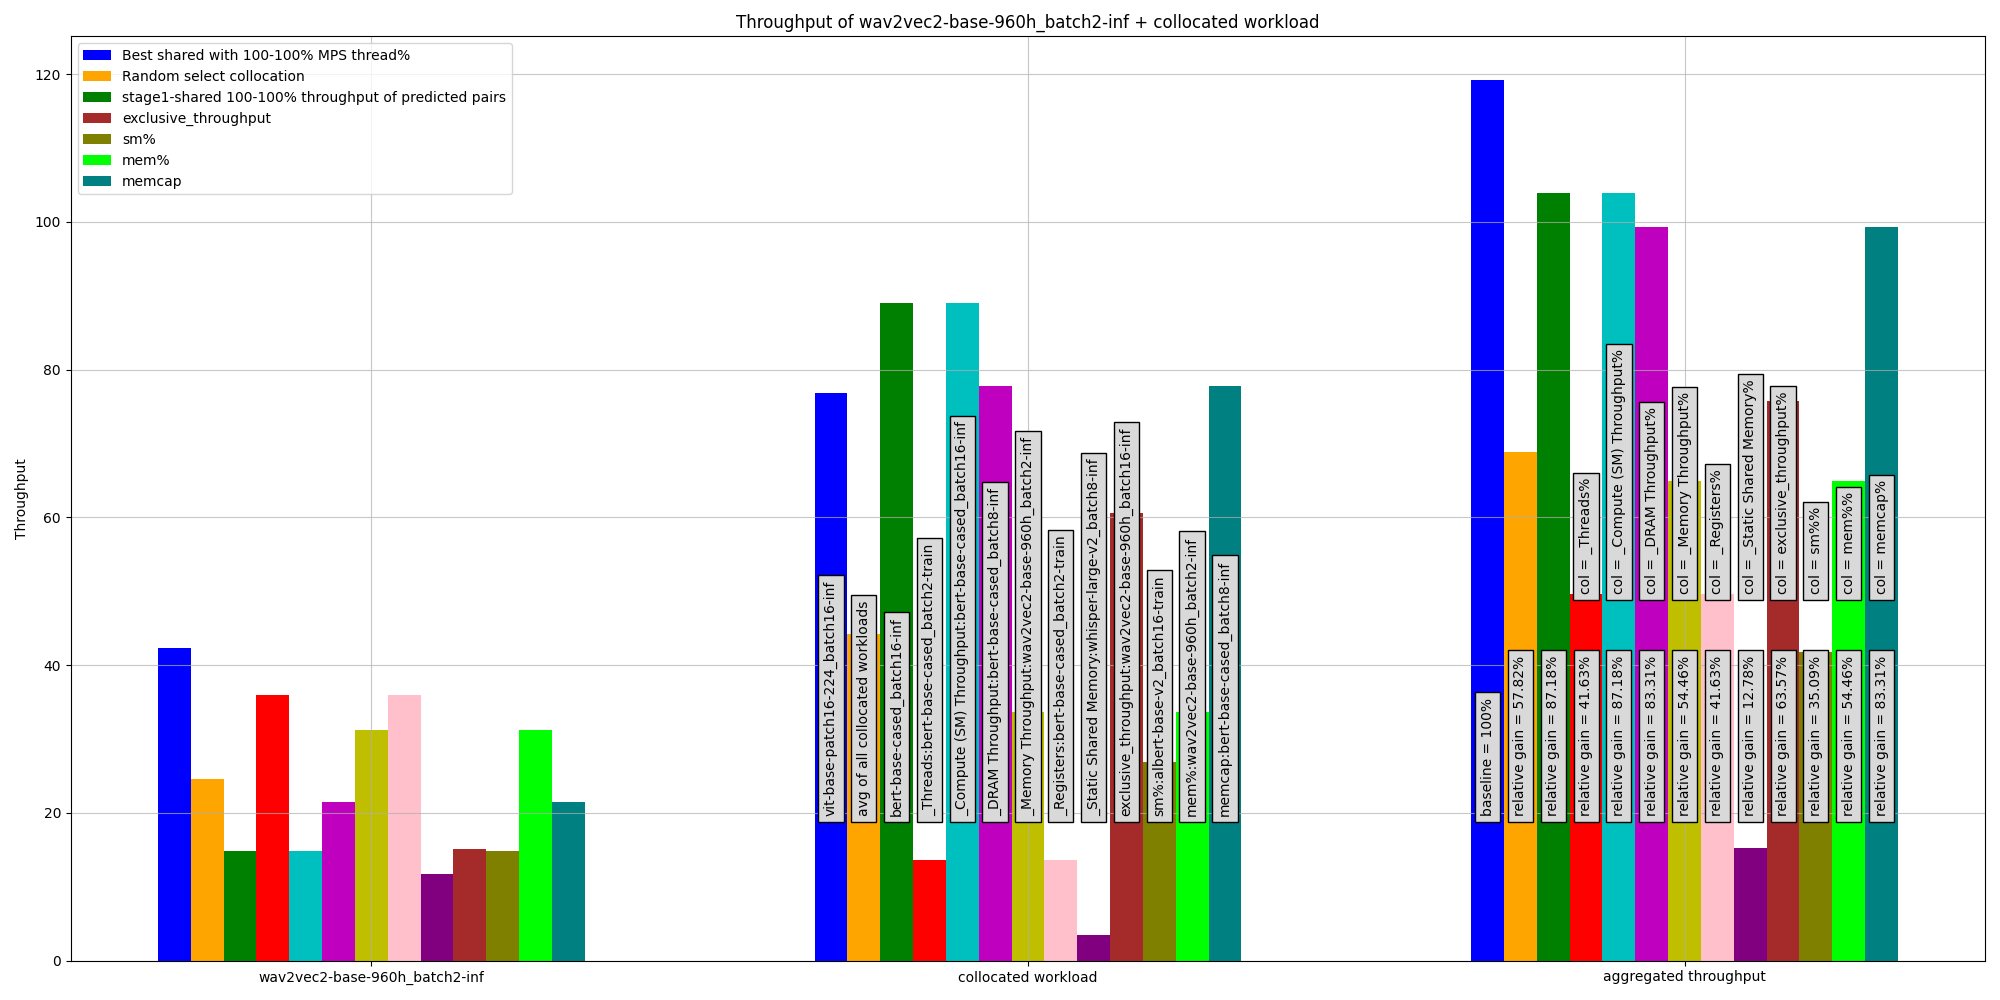 Throughput of wav2vec2-base-960h_batch2-inf + collocated workload
Best shared with 100-100% MPS thread%
Random select collocation
stage1-shared 100-100% throughput of predicted pairs
exclusive_throughput
sm%
mem%
memcap
Throughput
120
100
80
60
40
20
0
vit-base-patch16-224_batch16-inf
avg of all collocated workloads
bert-base-cased_batch16-inf
_Threads:bert-base-cased_batch2-train
_Compute (SM) Throughput:bert-base-cased_batch16-inf
_DRAM Throughput:bert-base-cased_batch8-inf
_Memory Throughput:wav2vec2-base-960h_batch2-inf
_Registers:bert-base-cased_batch2-train
_Static Shared Memory:whisper-large-v2_batch8-inf
exclusive_throughput:wav2vec2-base-960h_batch16-inf
sm%:albert-base-v2_batch16-train
mem%:wav2vec2-base-960h_batch2-inf
memcap:bert-base-cased_batch8-inf
col = _Threads%
col = _Compute (SM) Throughput%
col = _DRAM Throughput%
col = _Memory Throughput%
col = _Registers%
col = _Static Shared Memory%
col = exclusive_throughput%
col = sm%%
col = mem%%
col = memcap%
baseline = 100%
relative gain = 57.82%
relative gain = 87.18%
relative gain = 41.63%
relative gain = 87.18%
relative gain = 83.31%
relative gain = 54.46%
relative gain = 41.63%
relative gain = 12.78%
relative gain = 63.57%
relative gain = 35.09%
relative gain = 54.46%
relative gain = 83.31%
wav2vec2-base-960h_batch2-inf
collocated workload
aggregated throughput